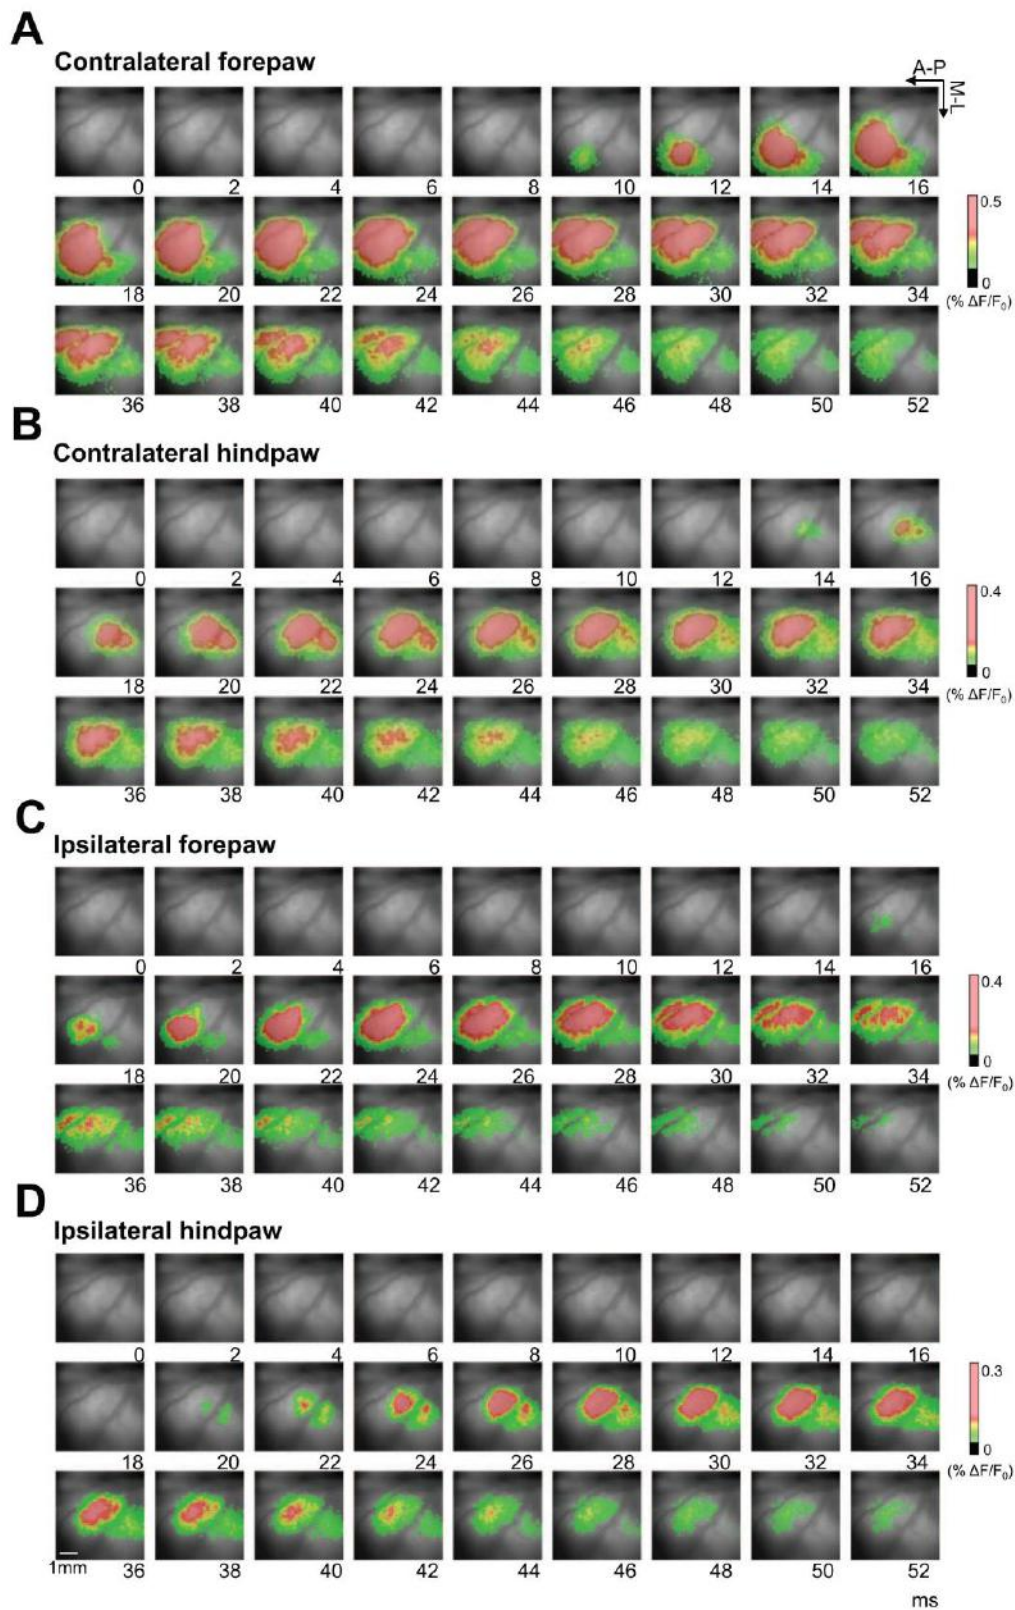 A
Contralateral forepaw
A-P
M-L
0 2 4 6 8 10 12 14 16
0.5
18 20 22 24 26 28 30 32 34
0
(% ΔF/F₀)
36 38 40 42 44 46 48 50 52
B
Contralateral hindpaw
0 2 4 6 8 10 12 14 16
0.4
18 20 22 24 26 28 30 32 34
0
(% ΔF/F₀)
36 38 40 42 44 46 48 50 52
C
Ipsilateral forepaw
0 2 4 6 8 10 12 14 16
0.4
18 20 22 24 26 28 30 32 34
0
(% ΔF/F₀)
36 38 40 42 44 46 48 50 52
D
Ipsilateral hindpaw
0 2 4 6 8 10 12 14 16
0.3
18 20 22 24 26 28 30 32 34
0
(% ΔF/F₀)
1mm
36 38 40 42 44 46 48 50 52
ms